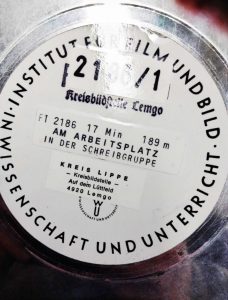 INSTITUT FÜR FILM UND BILD · IN WISSENSCHAFT UND UNTERRICHT ·
2186/1
Kreisbildstelle Lemgo
FT 2186 17 Min 189 m
AM ARBEITSPLATZ
IN DER SCHREIBGRUPPE
KREIS LIPPE
– Kreisbildstelle –
Auf dem Lüttfeld
4920 Lemgo